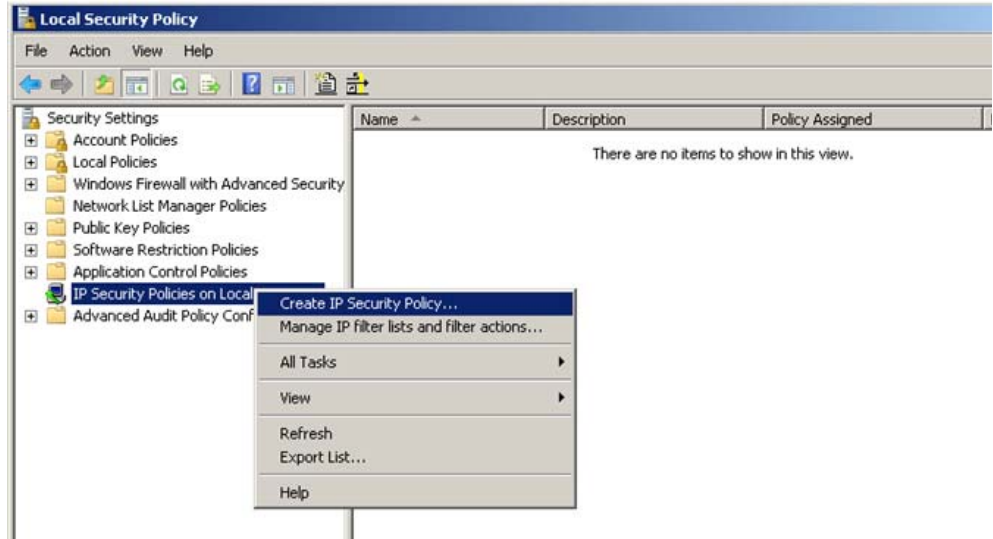 Local Security Policy
File Action View Help
Security Settings
Account Policies
Local Policies
Windows Firewall with Advanced Security
Network List Manager Policies
Public Key Policies
Software Restriction Policies
Application Control Policies
IP Security Policies on Local
Advanced Audit Policy Conf
Name Description Policy Assigned
There are no items to show in this view.
Create IP Security Policy...
Manage IP filter lists and filter actions...
All Tasks
View
Refresh
Export List...
Help